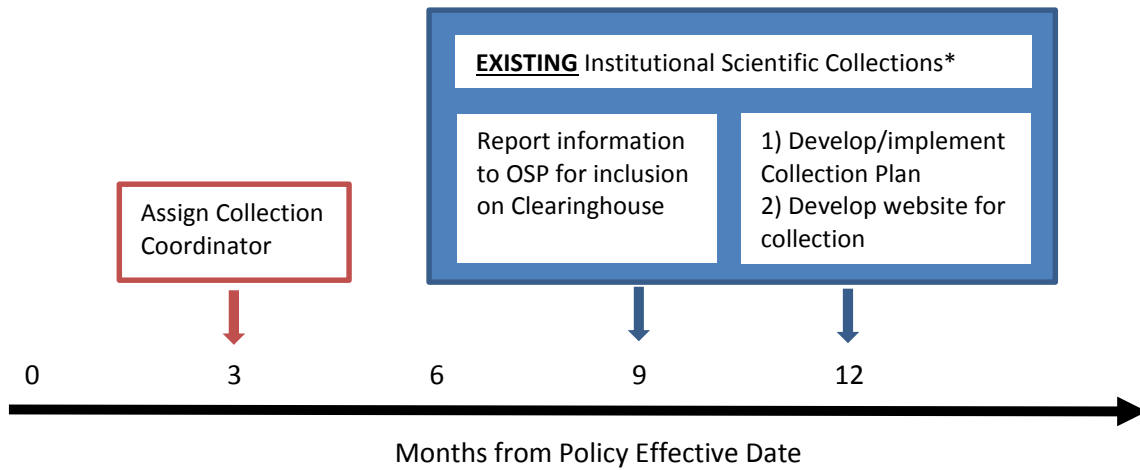 EXISTING Institutional Scientific Collections*
Report information
to OSP for inclusion
on Clearinghouse
1) Develop/implement
Collection Plan
2) Develop website for
collection
Assign Collection
Coordinator
0 3 6 9 12
Months from Policy Effective Date